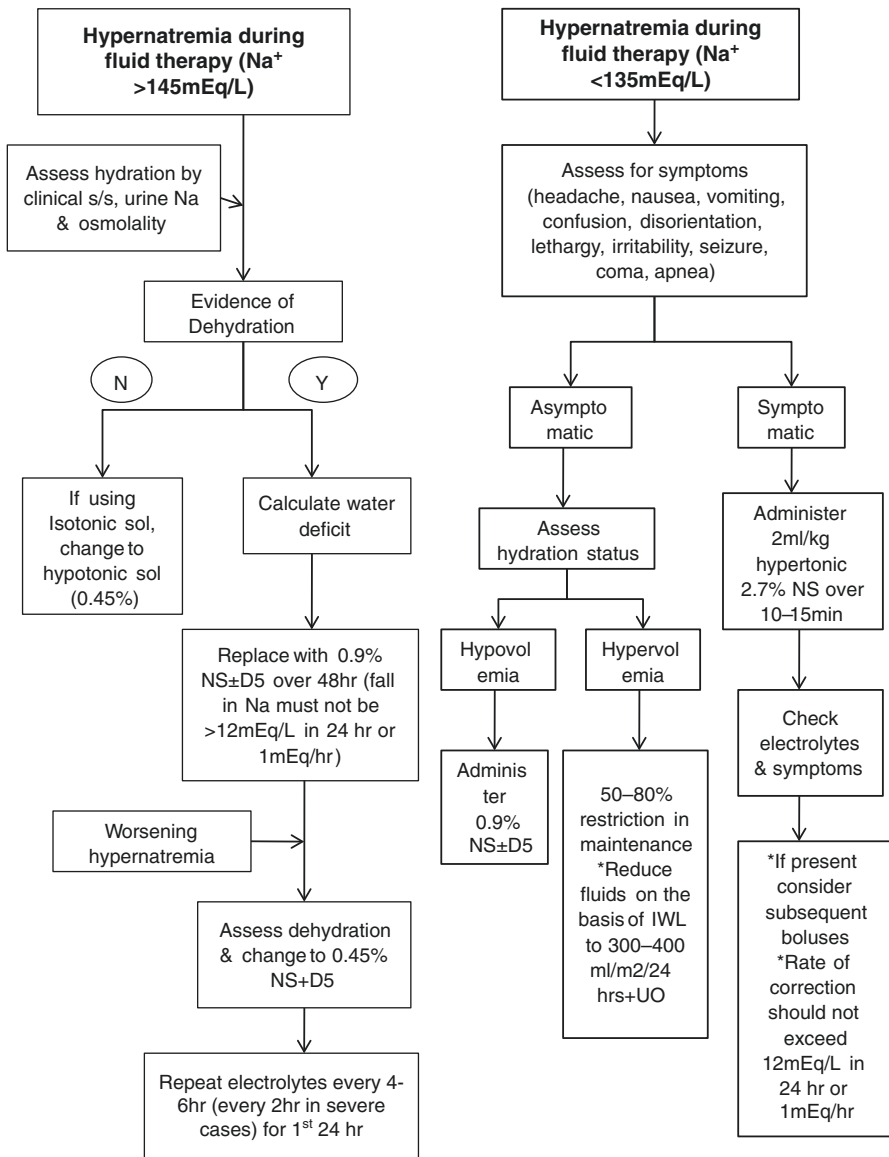 Hypernatremia during
fluid therapy (Na⁺
>145mEq/L)
Assess hydration by
clinical s/s, urine Na
& osmolality
Evidence of
Dehydration
N
Y
If using
Isotonic sol,
change to
hypotonic sol
(0.45%)
Calculate water
deficit
Replace with 0.9%
NS±D5 over 48hr (fall
in Na must not be
>12mEq/L in 24 hr or
1mEq/hr)
Worsening
hypernatremia
Assess dehydration
& change to 0.45%
NS+D5
Repeat electrolytes every 4-
6hr (every 2hr in severe
cases) for 1ˢᵗ 24 hr
Hypernatremia during
fluid therapy (Na⁺
<135mEq/L)
Assess for symptoms
(headache, nausea, vomiting,
confusion, disorientation,
lethargy, irritability, seizure,
coma, apnea)
Asympto
matic
Assess
hydration status
Hypovol
emia
Adminis
ter
0.9%
NS±D5
Hypervol
emia
50–80%
restriction in
maintenance
*Reduce
fluids on the
basis of IWL
to 300–400
ml/m2/24
hrs+UO
Sympto
matic
Administer
2ml/kg
hypertonic
2.7% NS over
10–15min
Check
electrolytes
& symptoms
*If present
consider
subsequent
boluses
*Rate of
correction
should not
exceed
12mEq/L in
24 hr or
1mEq/hr